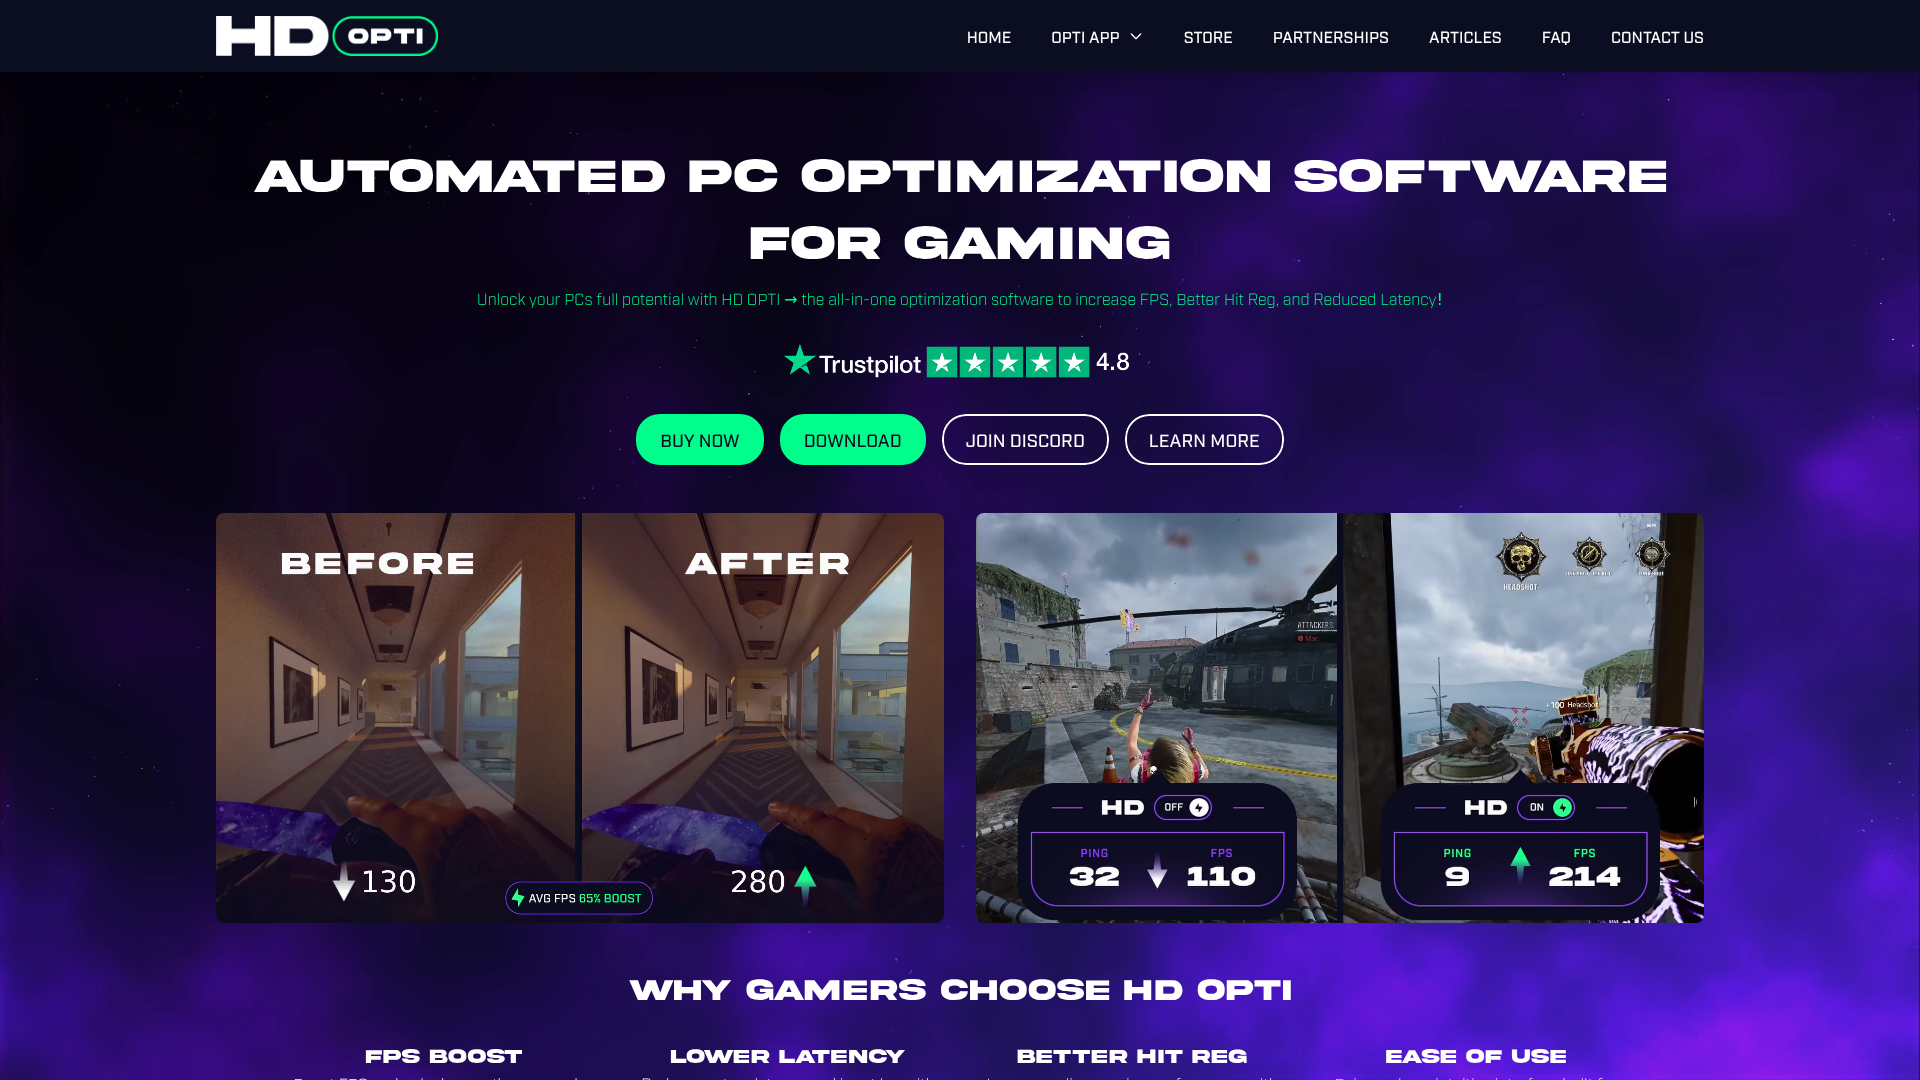 HD OPTI
HOME
OPTI APP
STORE
PARTNERSHIPS
ARTICLES
FAQ
CONTACT US
AUTOMATED PC OPTIMIZATION SOFTWARE
FOR GAMING
Unlock your PCs full potential with HD OPTI → the all-in-one optimization software to increase FPS, Better Hit Reg, and Reduced Latency!
Trustpilot 4.8
BUY NOW
DOWNLOAD
JOIN DISCORD
LEARN MORE
BEFORE
AFTER
130
280
AVG FPS 65% BOOST
ATTACKERS
Mac
HEADSHOT
+100 Headshot
HD OFF
PING
FPS
32
110
HD ON
PING
FPS
9
214
WHY GAMERS CHOOSE HD OPTI
FPS BOOST
LOWER LATENCY
BETTER HIT REG
EASE OF USE